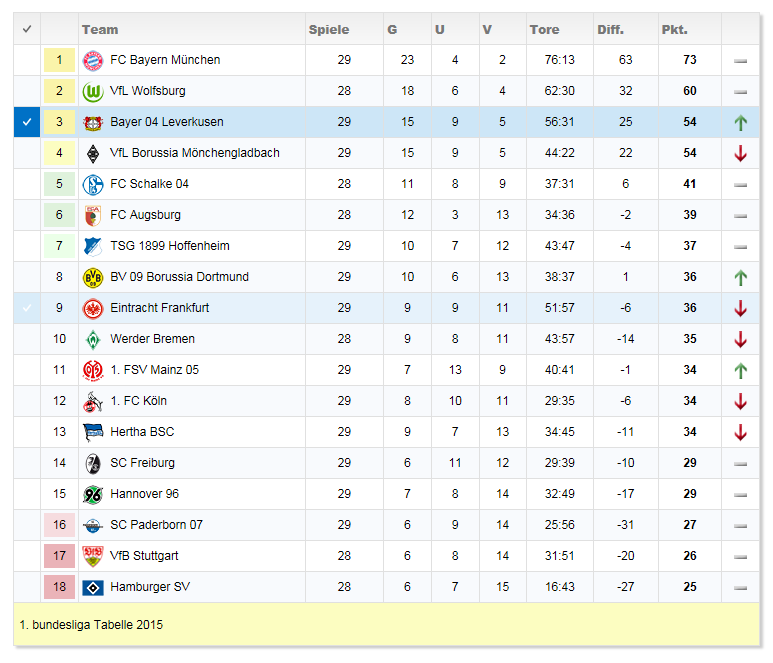 Team Spiele G U V Tore Diff. Pkt.
1 FC Bayern München 29 23 4 2 76:13 63 73
2 VfL Wolfsburg 28 18 6 4 62:30 32 60
3 Bayer 04 Leverkusen 29 15 9 5 56:31 25 54
4 VfL Borussia Mönchengladbach 29 15 9 5 44:22 22 54
5 FC Schalke 04 28 11 8 9 37:31 6 41
6 FC Augsburg 28 12 3 13 34:36 -2 39
7 TSG 1899 Hoffenheim 29 10 7 12 43:47 -4 37
8 BV 09 Borussia Dortmund 29 10 6 13 38:37 1 36
9 Eintracht Frankfurt 29 9 9 11 51:57 -6 36
10 Werder Bremen 28 9 8 11 43:57 -14 35
11 1. FSV Mainz 05 29 7 13 9 40:41 -1 34
12 1. FC Köln 29 8 10 11 29:35 -6 34
13 Hertha BSC 29 9 7 13 34:45 -11 34
14 SC Freiburg 29 6 11 12 29:39 -10 29
15 Hannover 96 29 7 8 14 32:49 -17 29
16 SC Paderborn 07 29 6 9 14 25:56 -31 27
17 VfB Stuttgart 28 6 8 14 31:51 -20 26
18 Hamburger SV 28 6 7 15 16:43 -27 25
1. bundesliga Tabelle 2015